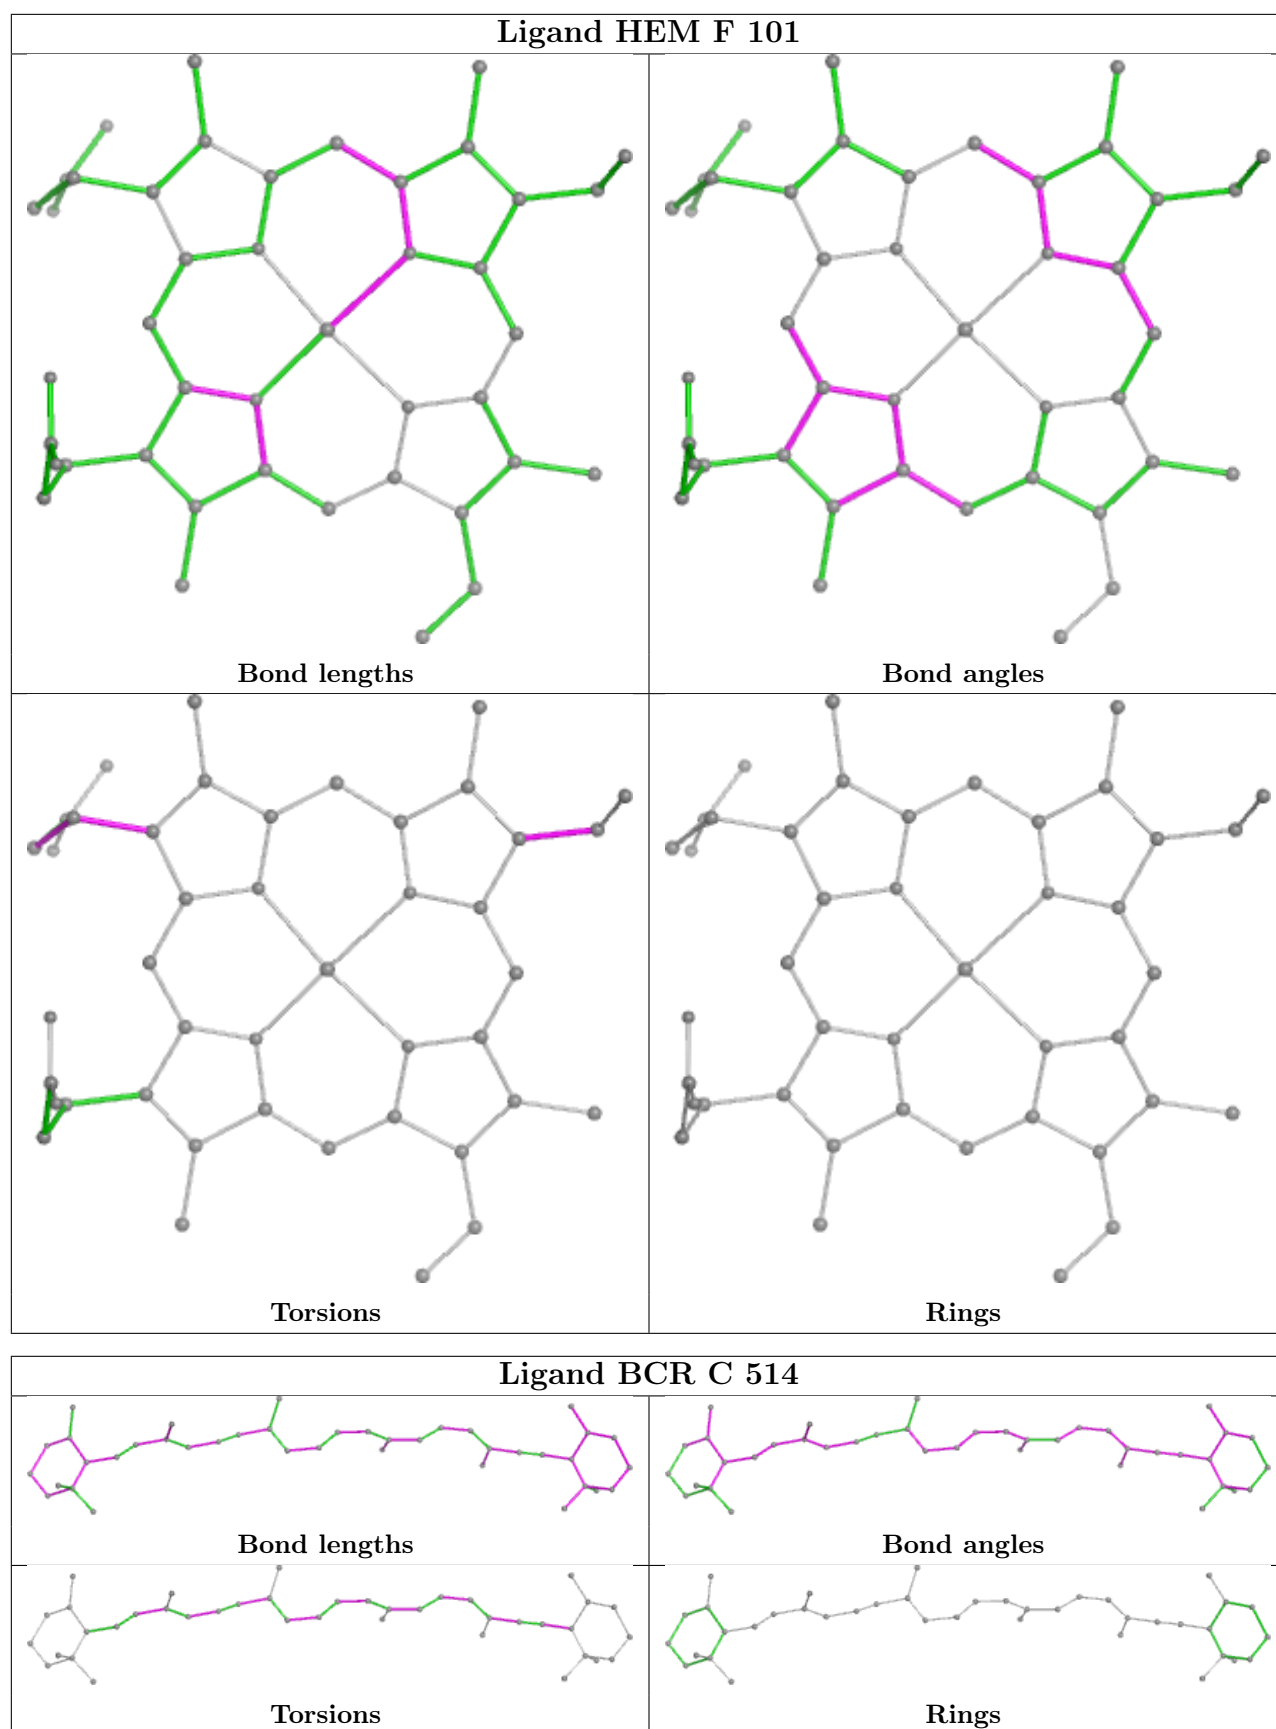 Ligand HEM F 101
Bond lengths
Bond angles
Torsions
Rings
Ligand BCR C 514
Bond lengths
Bond angles
Torsions
Rings